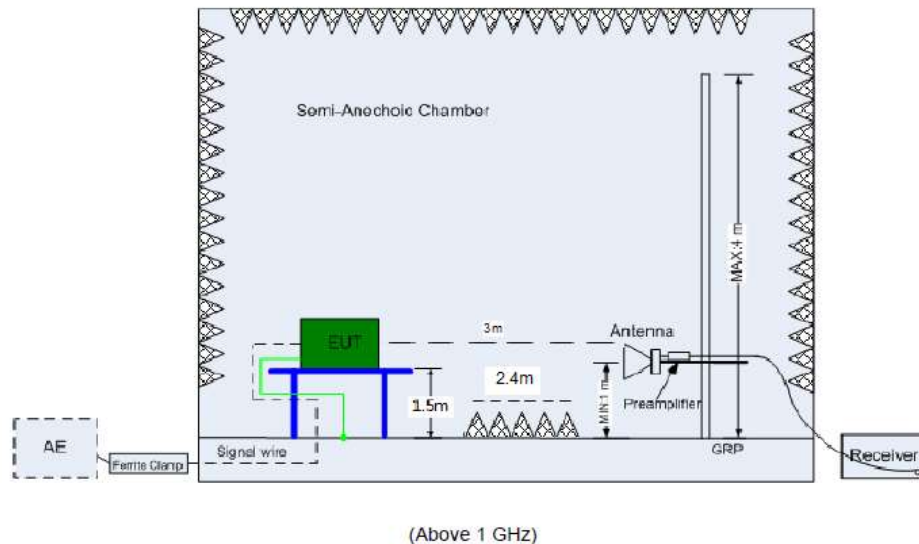 Semi-Anechoic Chamber
MAX:4 m
3m
EUT
Antenna
2.4m
1.5m
MIN:1 m
Preamplifier
AE
Ferrite Clamp
Signal wire
GRP
Receiver
(Above 1 GHz)